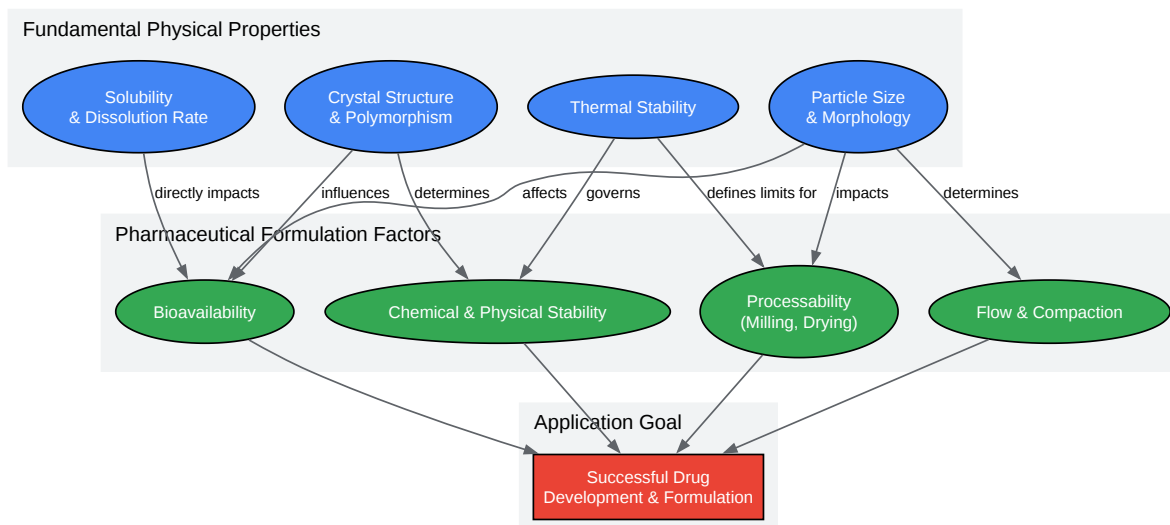 Fundamental Physical Properties
Solubility
& Dissolution Rate
Crystal Structure
& Polymorphism
Thermal Stability
Particle Size
& Morphology
directly impacts
influences
determines
affects
governs
defines limits for
impacts
determines
Pharmaceutical Formulation Factors
Bioavailability
Chemical & Physical Stability
Processability
(Milling, Drying)
Flow & Compaction
Application Goal
Successful Drug
Development & Formulation